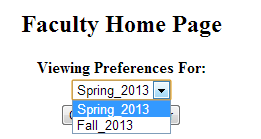 Faculty Home Page
Viewing Preferences For:
Spring_2013
Spring_2013
Fall_2013